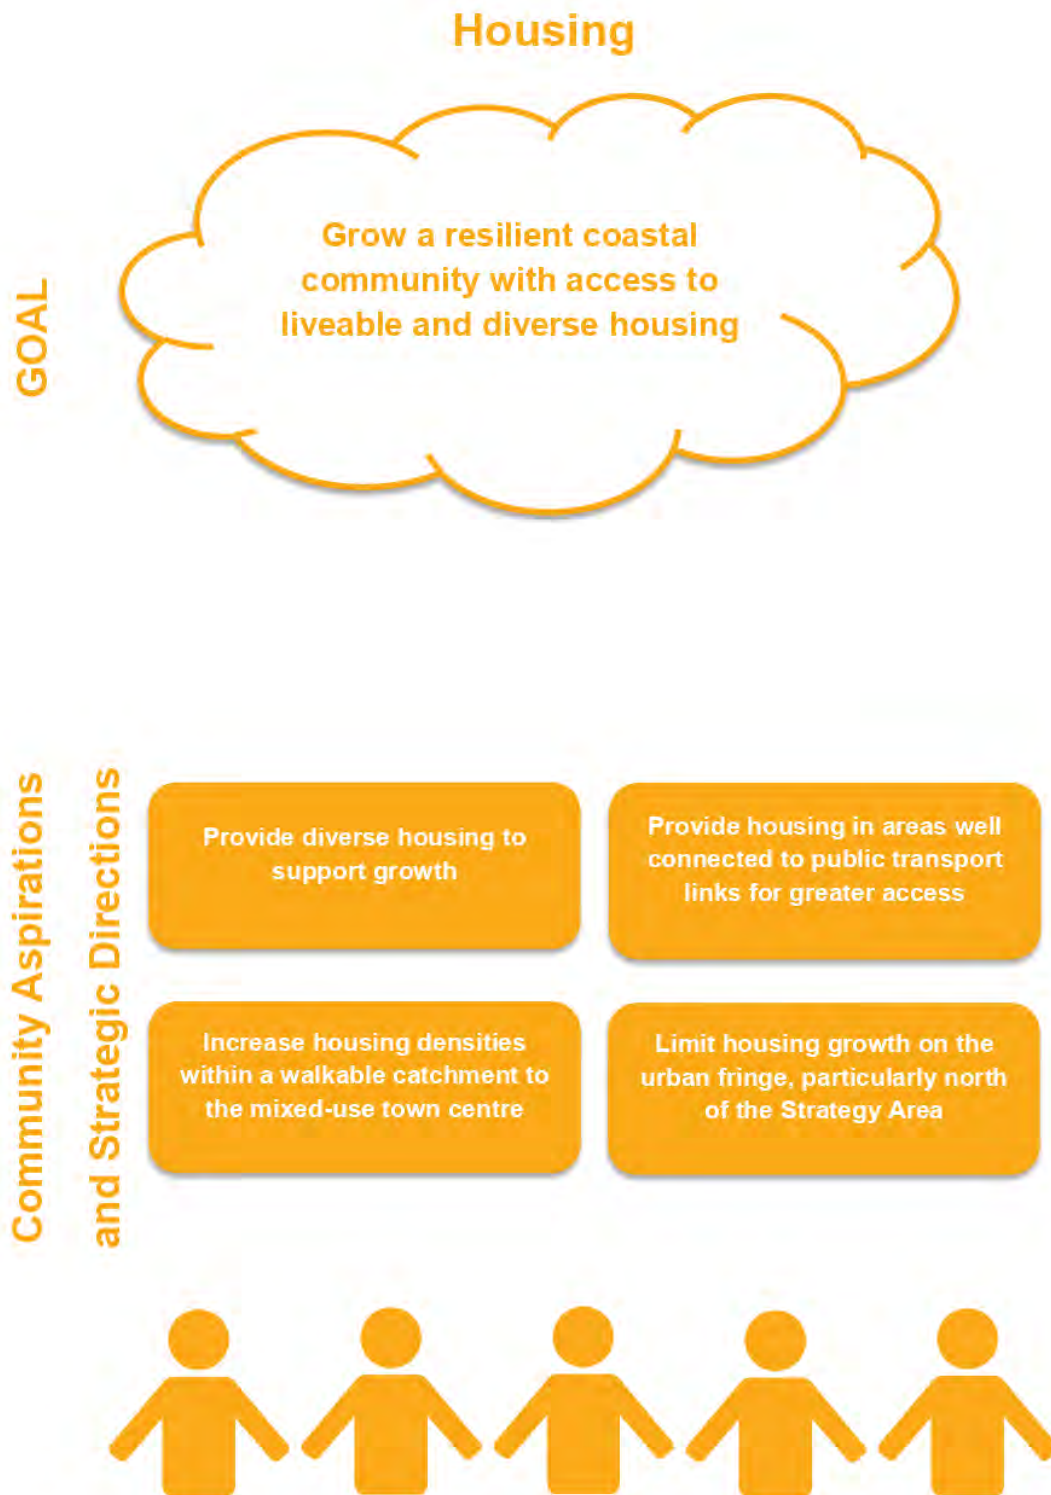 Housing
GOAL
Grow a resilient coastal
community with access to
liveable and diverse housing
Community Aspirations
and Strategic Directions
Provide diverse housing to
support growth
Provide housing in areas well
connected to public transport
links for greater access
Increase housing densities
within a walkable catchment to
the mixed-use town centre
Limit housing growth on the
urban fringe, particularly north
of the Strategy Area